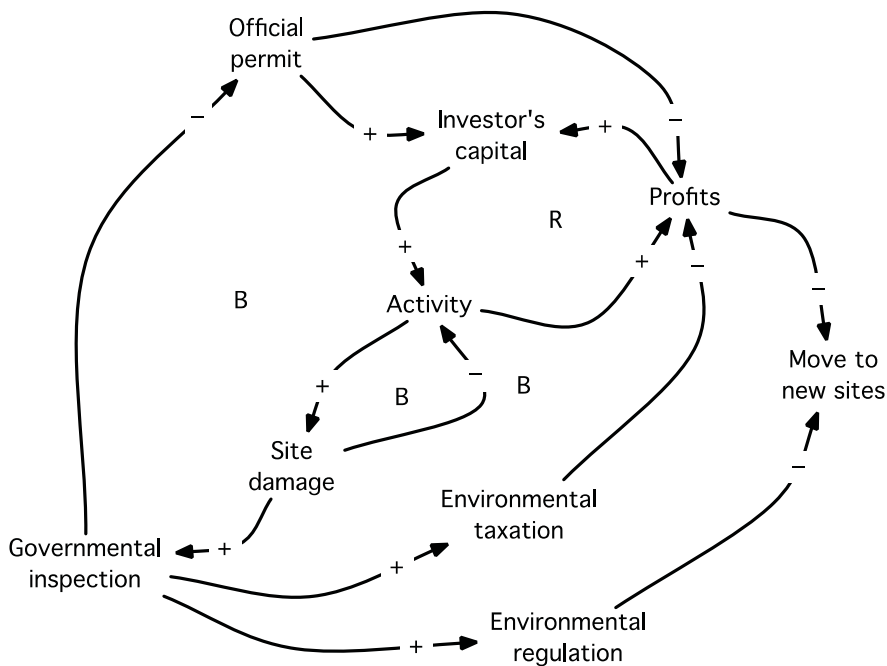 Official
permit
–
–
+
Investor's
capital
+
Profits
R
+
+
–
B
–
Activity
Move to
new sites
+
–
B
B
Site
damage
–
Environmental
taxation
Governmental
inspection
+
+
Environmental
regulation
+